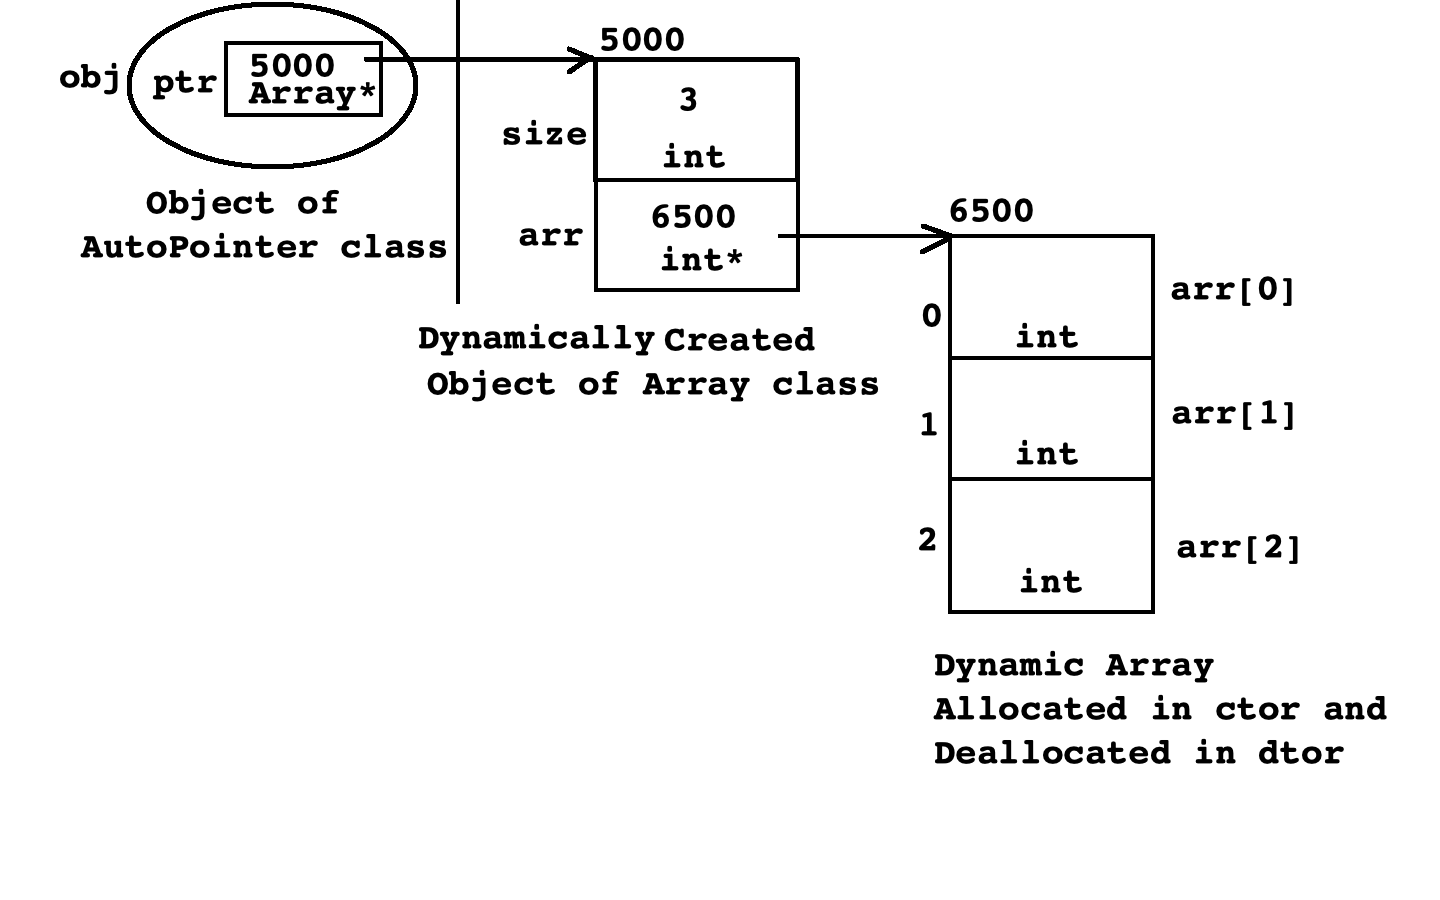 obj
ptr
5000
Array*
Object of
AutoPointer class
5000
size
3
int
arr
6500
int*
Dynamically Created
Object of Array class
6500
0
int
arr[0]
1
int
arr[1]
2
int
arr[2]
Dynamic Array
Allocated in ctor and
Deallocated in dtor